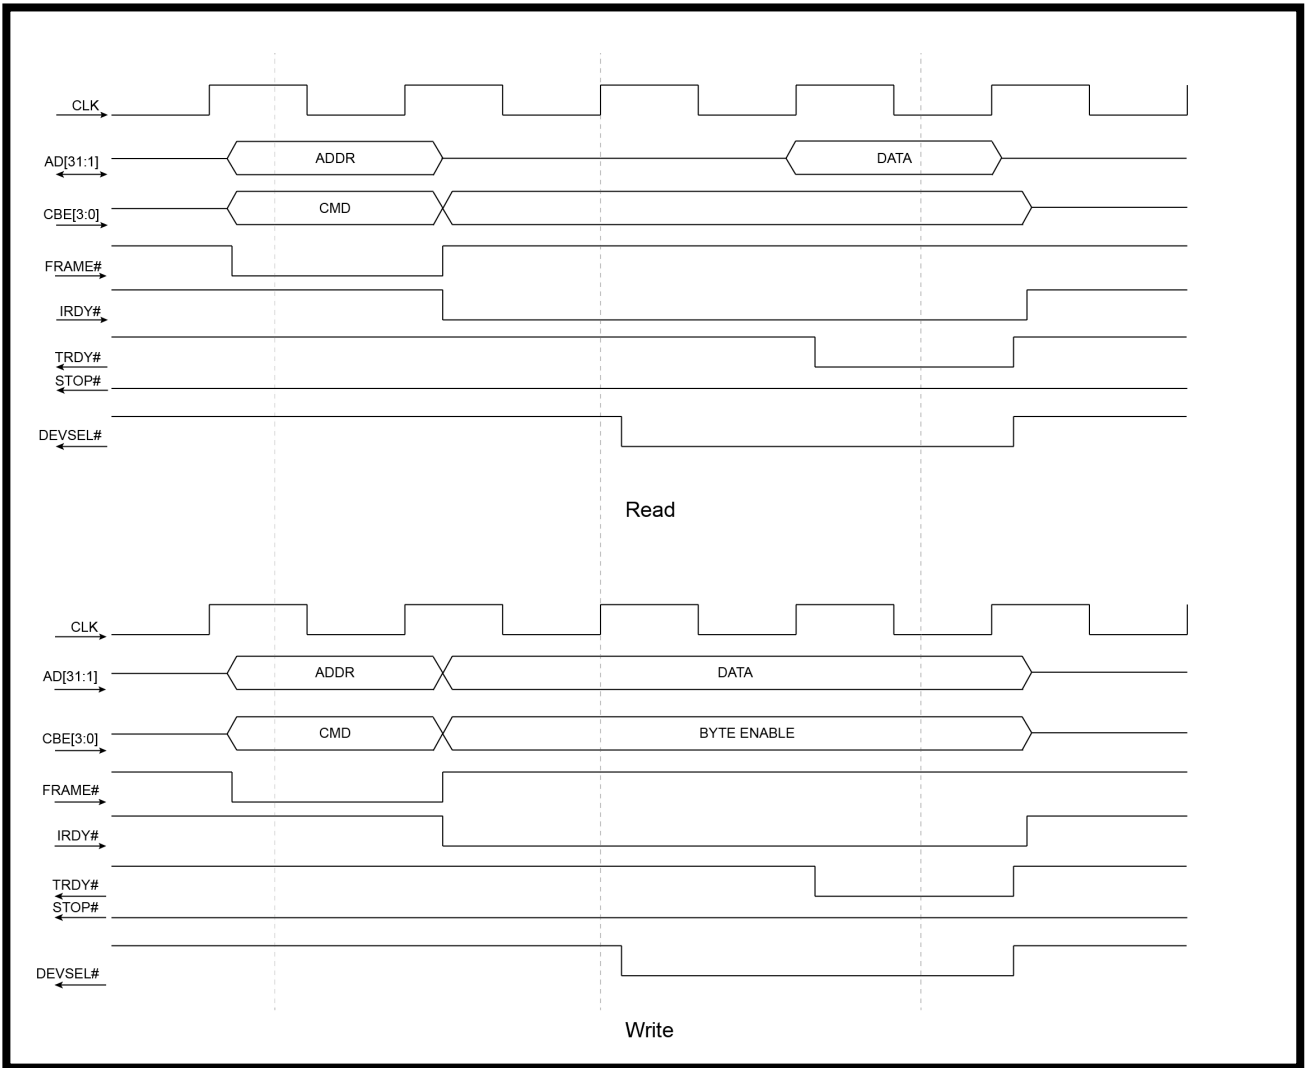 CLK
AD[31:1]
ADDR
DATA
CBE[3:0]
CMD
FRAME#
IRDY#
TRDY#
STOP#
DEVSEL#
Read
CLK
AD[31:1]
ADDR
DATA
CBE[3:0]
CMD
BYTE ENABLE
FRAME#
IRDY#
TRDY#
STOP#
DEVSEL#
Write